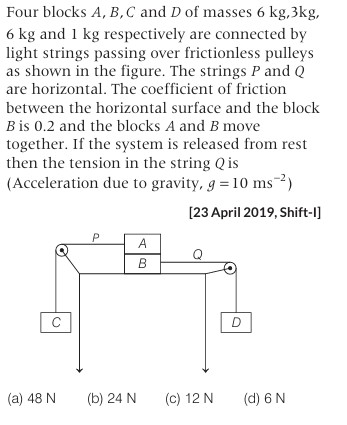 Four blocks A, B,C and D of masses 6 kg,3kg,
6 kg and 1 kg respectively are connected by
light strings passing over frictionless pulleys
as shown in the figure. The strings P and Q
are horizontal. The coefficient of friction
between the horizontal surface and the block
B is 0.2 and the blocks A and B move
together. If the system is released from rest
then the tension in the string Q is
(Acceleration due to gravity, g = 10 ms⁻²)
[23 April 2019, Shift-I]
P
A
Q
B
C
D
(a) 48 N (b) 24 N (c) 12 N (d) 6 N